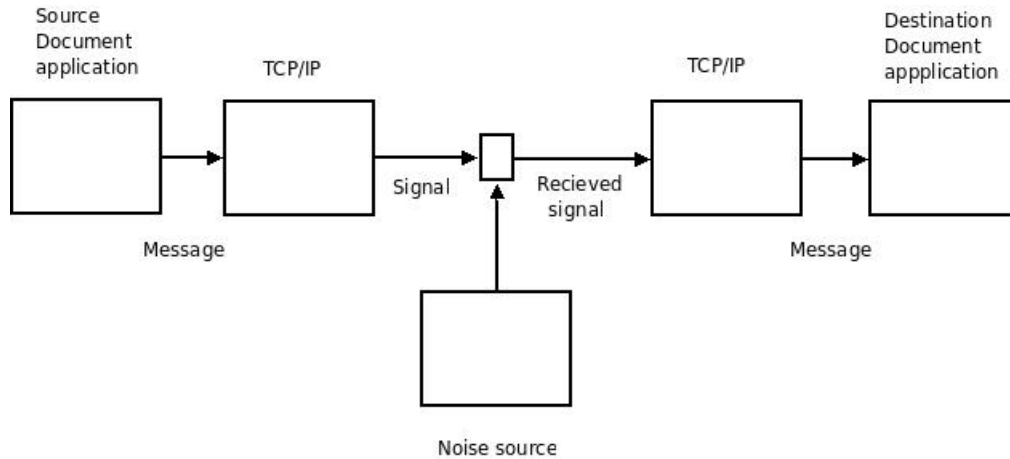 Source
Document
application
TCP/IP
TCP/IP
Destination
Document
appplication
Signal
Recieved
signal
Message
Message
Noise source